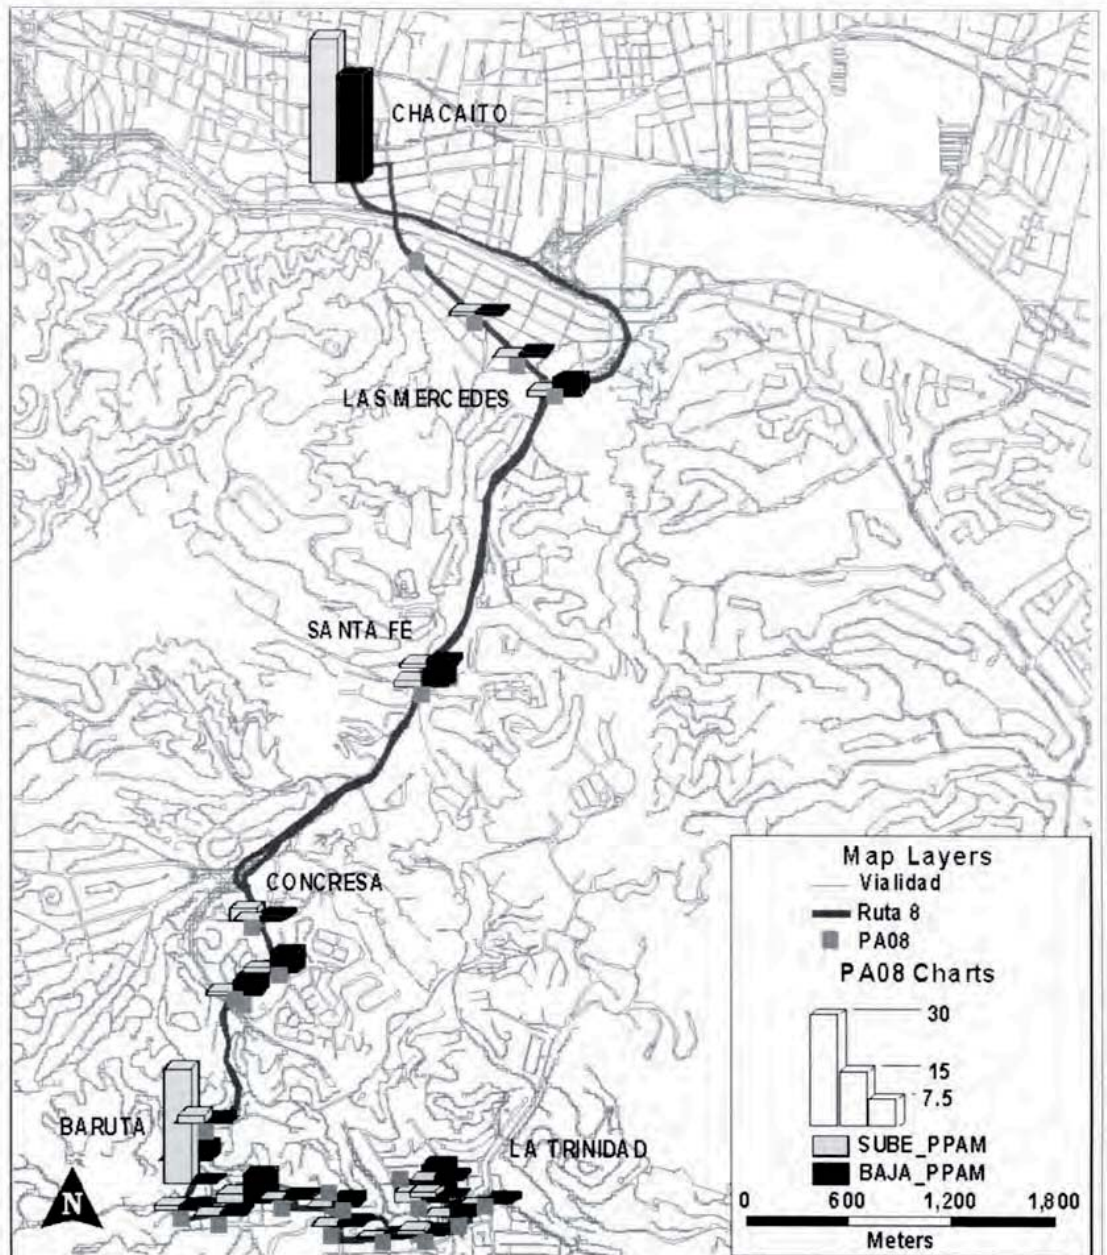 CHACAITO
LAS MERCEDES
SANTA FE
CONCRESA
BARUTA
LA TRINIDAD
N
Map Layers
Vialidad
Ruta 8
PA08
PA08 Charts
30
15
7.5
SUBE_PPAM
BAJA_PPAM
0 600 1,200 1,800
Meters